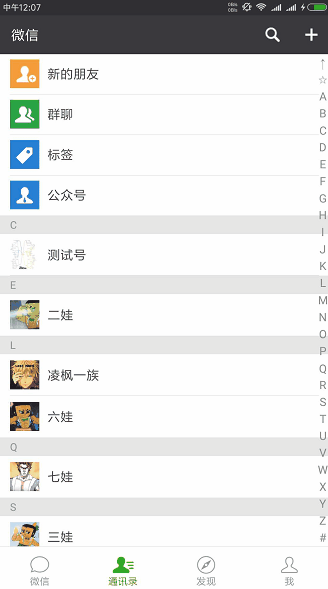 中午12:07
0B/s
0B/s
微信
新的朋友
群聊
标签
公众号
C
测试号
E
二娃
L
凌枫一族
六娃
Q
七娃
S
三娃
↑
☆
A
B
C
D
E
F
G
H
I
J
K
L
M
N
O
P
Q
R
S
T
U
V
W
X
Y
Z
#
微信
通讯录
发现
我